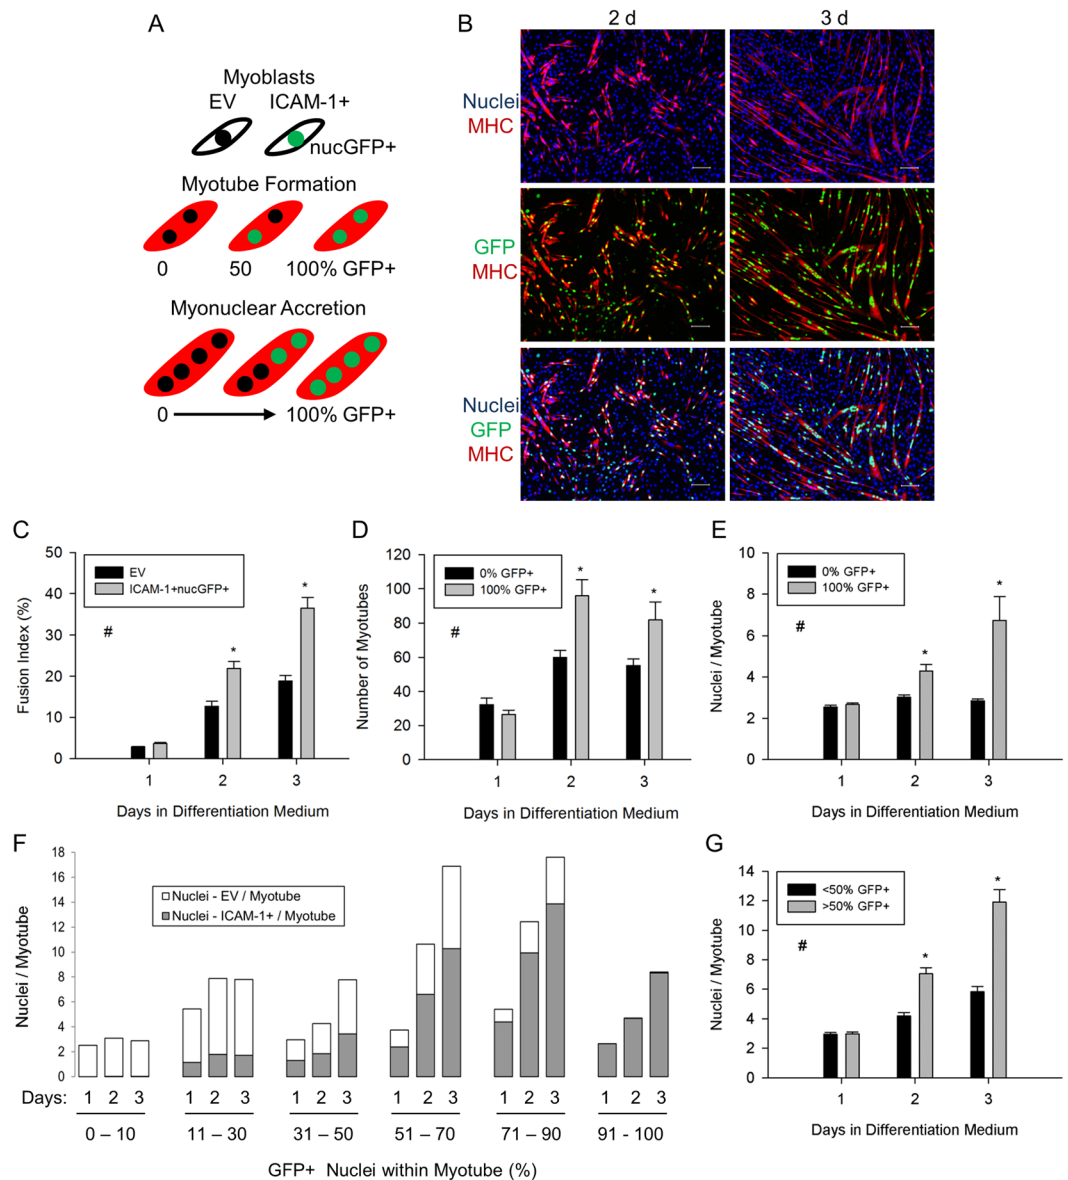 A
Myoblasts
EV ICAM-1+
nucGFP+
Myotube Formation
0 50 100% GFP+
Myonuclear Accretion
0 100% GFP+
B
2 d 3 d
Nuclei
MHC
GFP
MHC
Nuclei
GFP
MHC
C
50
40
30
20
10
0
Fusion Index (%)
EV
ICAM-1+nucGFP+
#
* *
1 2 3
Days in Differentiation Medium
D
120
100
80
60
40
20
0
Number of Myotubes
0% GFP+
100% GFP+
#
* *
1 2 3
Days in Differentiation Medium
E
10
8
6
4
2
0
Nuclei / Myotube
0% GFP+
100% GFP+
#
* *
1 2 3
Days in Differentiation Medium
F
18
16
14
12
10
8
6
4
2
0
Nuclei / Myotube
Nuclei - EV / Myotube
Nuclei - ICAM-1+ / Myotube
Days: 1 2 3 1 2 3 1 2 3 1 2 3 1 2 3 1 2 3
0 – 10 11 – 30 31 – 50 51 – 70 71 – 90 91 - 100
GFP+ Nuclei within Myotube (%)
G
14
12
10
8
6
4
2
0
Nuclei / Myotube
<50% GFP+
>50% GFP+
#
* *
1 2 3
Days in Differentiation Medium